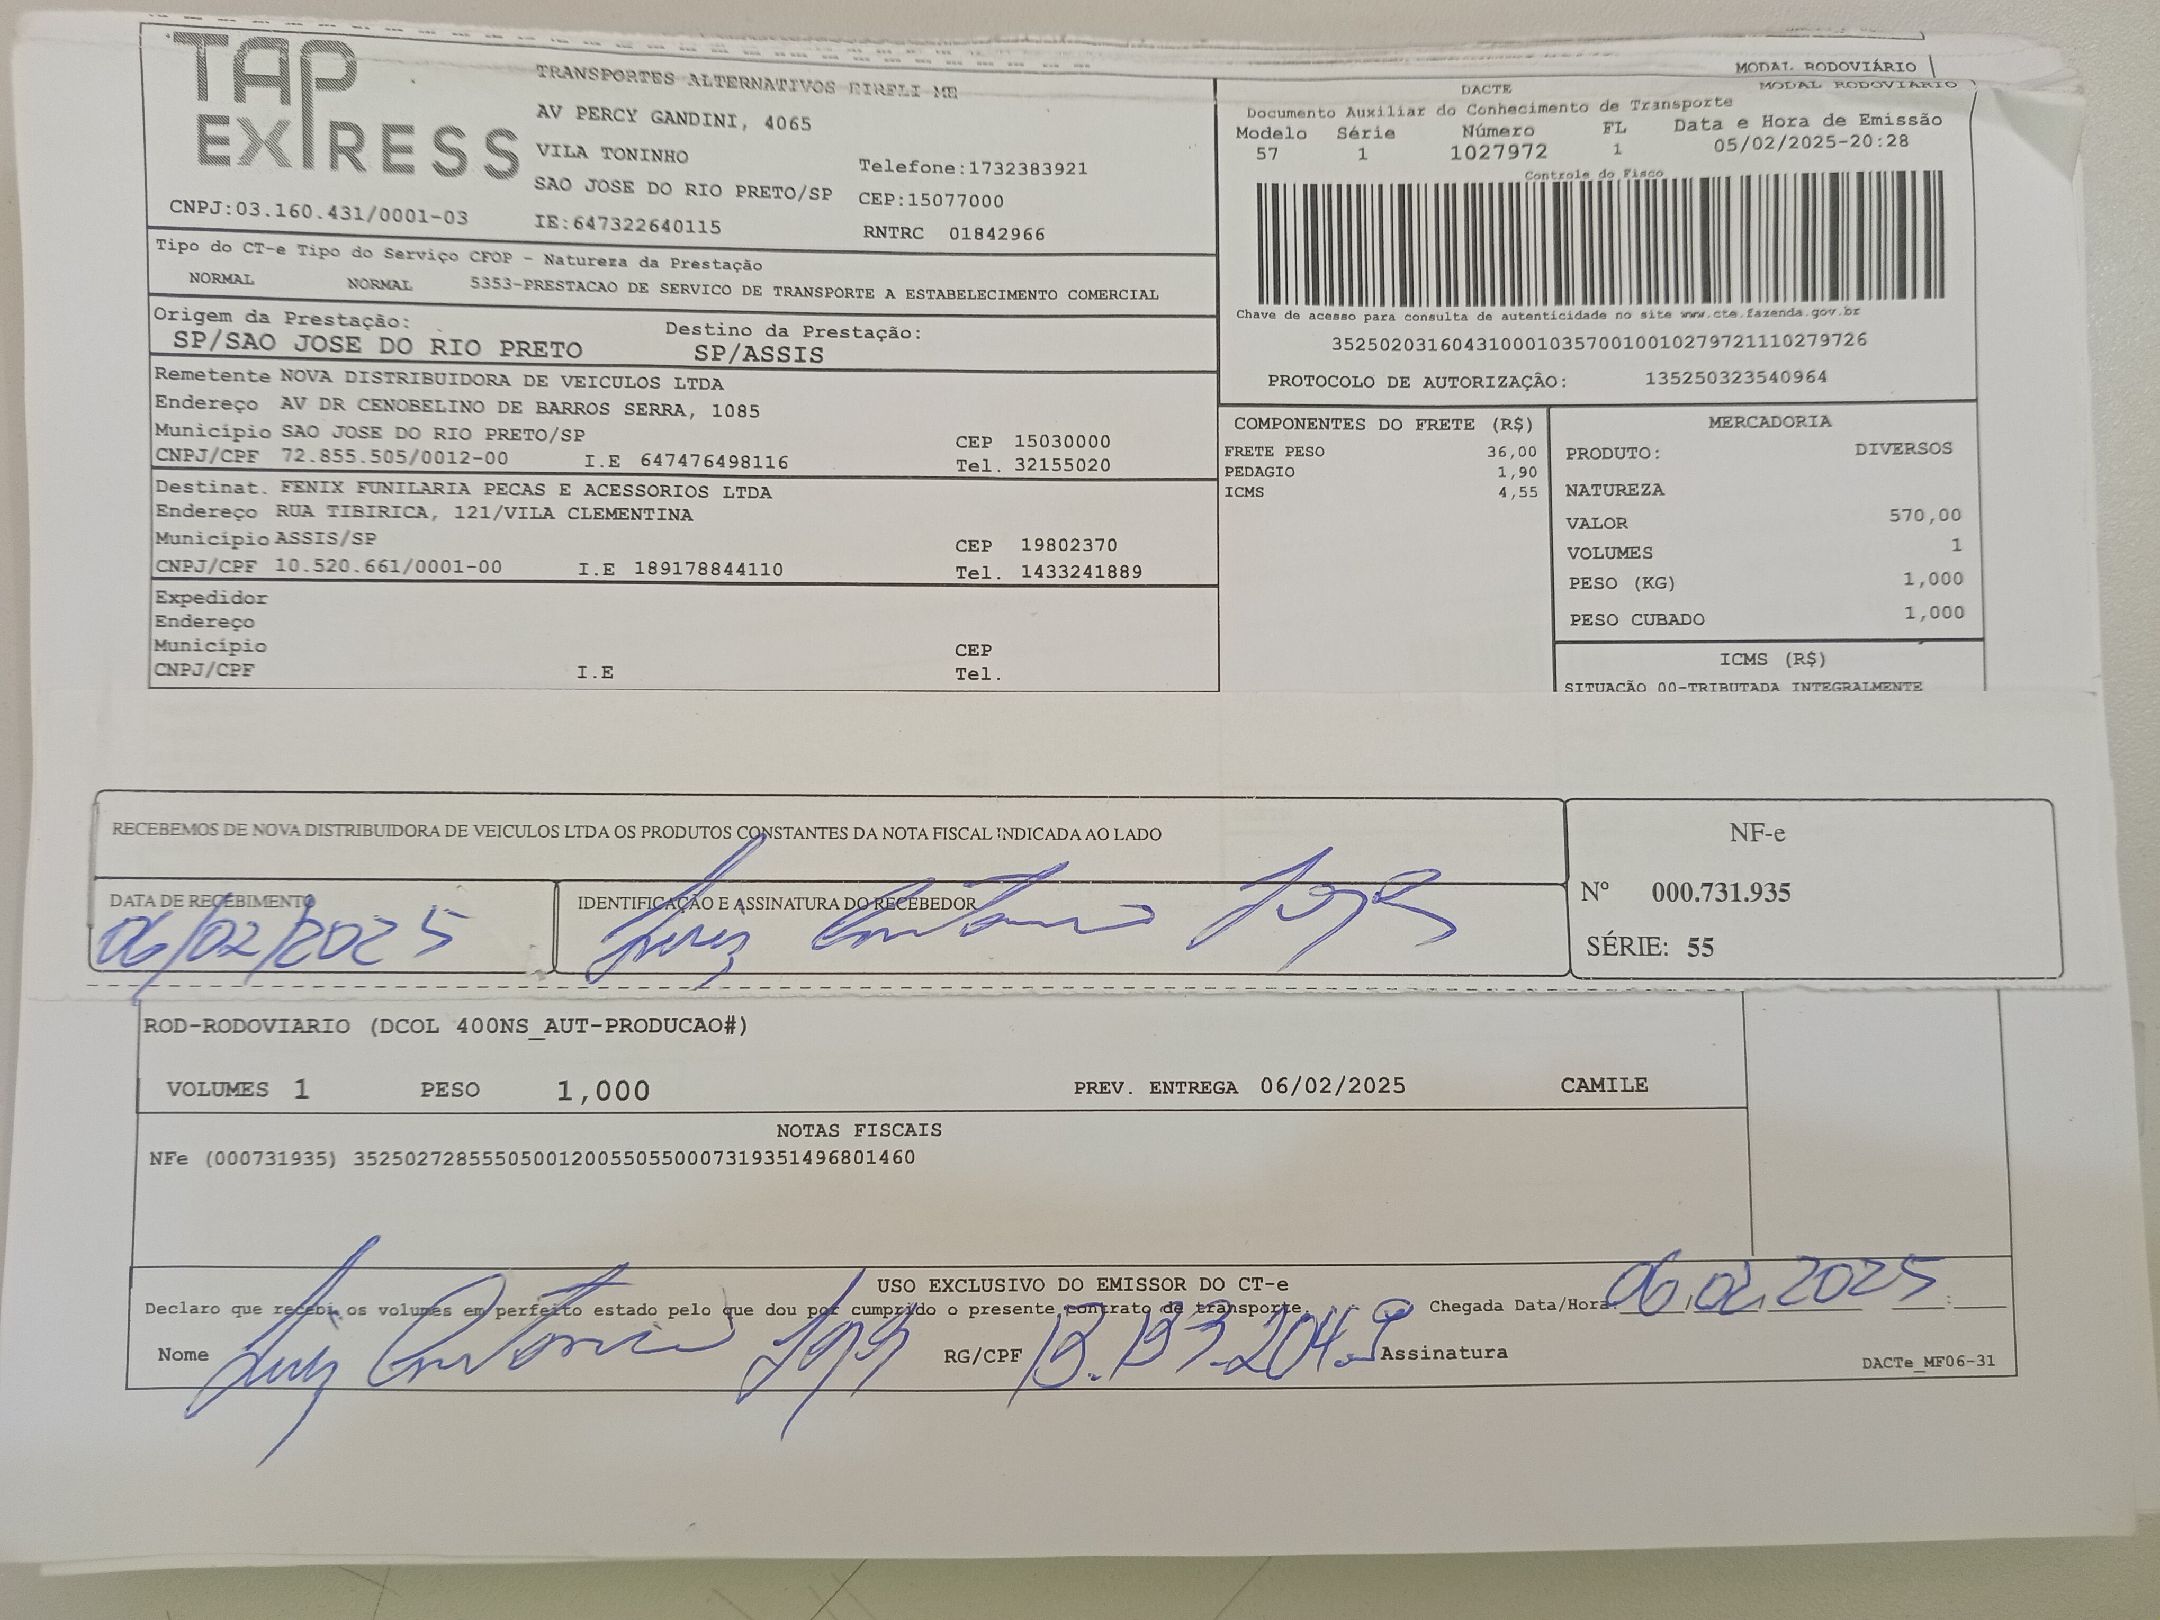 MODAL RODOVIÁRIO
TAP EXPRESS
TRANSPORTES ALTERNATIVOS EIRELI ME
AV PERCY GANDINI, 4065
VILA TONINHO
Telefone:1732383921
SAO JOSE DO RIO PRETO/SP
CEP:15077000
CNPJ:03.160.431/0001-03
IE:647322640115
RNTRC 01842966
MODAL RODOVIÁRIO
DACTE
Documento Auxiliar do Conhecimento de Transporte
Modelo Série Número FL Data e Hora de Emissão
57 1 1027972 1 05/02/2025-20:28
Controle do Fisco
Chave de acesso para consulta de autenticidade no site www.cte.fazenda.gov.br
35250203160431000103570010010279721110279726
PROTOCOLO DE AUTORIZAÇÃO: 135250323540964
Tipo do CT-e Tipo do Serviço CFOP - Natureza da Prestação
NORMAL NORMAL 5353-PRESTACAO DE SERVICO DE TRANSPORTE A ESTABELECIMENTO COMERCIAL
Origem da Prestação: Destino da Prestação:
SP/SAO JOSE DO RIO PRETO SP/ASSIS
Remetente NOVA DISTRIBUIDORA DE VEICULOS LTDA
Endereço AV DR CENOBELINO DE BARROS SERRA, 1085
Município SAO JOSE DO RIO PRETO/SP CEP 15030000
CNPJ/CPF 72.855.505/0012-00 I.E 647476498116 Tel. 32155020
Destinat. FENIX FUNILARIA PECAS E ACESSORIOS LTDA
Endereço RUA TIBIRICA, 121/VILA CLEMENTINA
Município ASSIS/SP CEP 19802370
CNPJ/CPF 10.520.661/0001-00 I.E 189178844110 Tel. 1433241889
Expedidor
Endereço
Município CEP
CNPJ/CPF I.E Tel.
COMPONENTES DO FRETE (R$)
FRETE PESO 36,00
PEDAGIO 1,90
ICMS 4,55
MERCADORIA
PRODUTO: DIVERSOS
NATUREZA
VALOR 570,00
VOLUMES 1
PESO (KG) 1,000
PESO CUBADO 1,000
ICMS (R$)
SITUAÇÃO 00-TRIBUTADA INTEGRALMENTE
RECEBEMOS DE NOVA DISTRIBUIDORA DE VEICULOS LTDA OS PRODUTOS CONSTANTES DA NOTA FISCAL INDICADA AO LADO
DATA DE RECEBIMENTO
06/02/2025
IDENTIFICAÇÃO E ASSINATURA DO RECEBEDOR
Luiz Antonio
NF-e
Nº 000.731.935
SÉRIE: 55
ROD-RODOVIARIO (DCOL 400NS_AUT-PRODUCAO#)
VOLUMES 1 PESO 1,000 PREV. ENTREGA 06/02/2025 CAMILE
NOTAS FISCAIS
NFe (000731935) 35250272855505001200550550007319351496801460
USO EXCLUSIVO DO EMISSOR DO CT-e
Declaro que recebi os volumes em perfeito estado pelo que dou por cumprido o presente contrato de transporte. Chegada Data/Hora: 06/02/2025
Nome Luiz Antonio RG/CPF Assinatura
DACTe_MF06-31